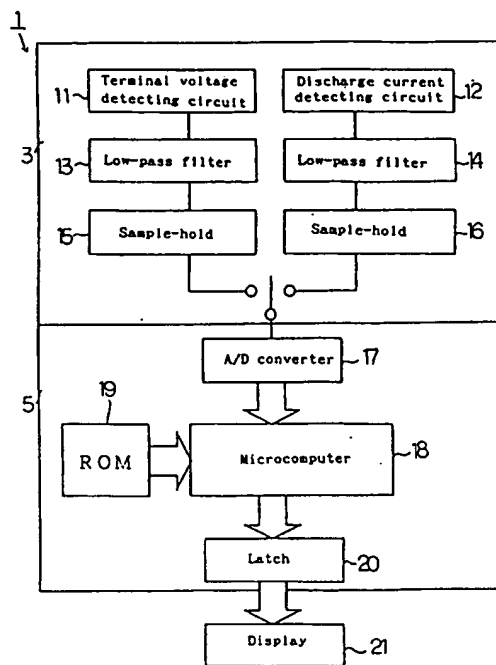 1
Terminal voltage
detecting circuit
11
Discharge current
detecting circuit
12
3
Low-pass filter
13
Low-pass filter
14
Sample-hold
15
Sample-hold
16
A/D converter
17
5
19
ROM
Microcomputer
18
Latch
20
Display
21